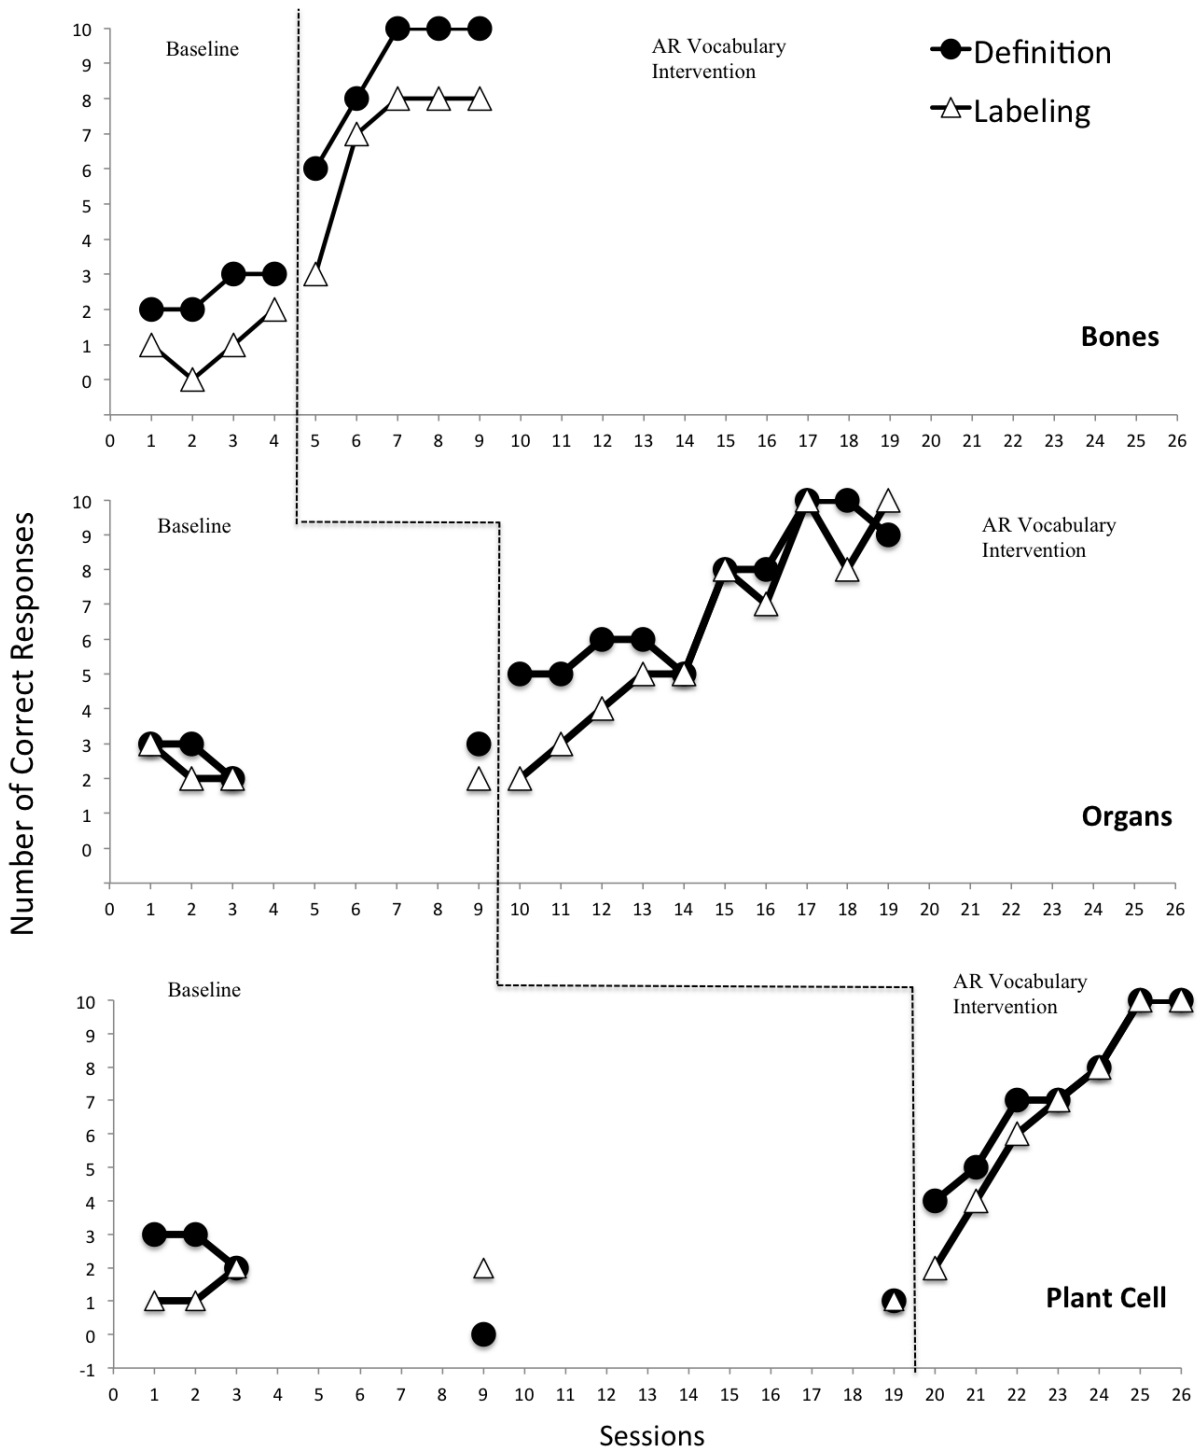 10
9
8
7
6
5
4
3
2
1
0
Baseline
AR Vocabulary
Intervention
Definition
Labeling
Bones
0 1 2 3 4 5 6 7 8 9 10 11 12 13 14 15 16 17 18 19 20 21 22 23 24 25 26
Number of Correct Responses
10
9
8
7
6
5
4
3
2
1
0
Baseline
AR Vocabulary
Intervention
Organs
0 1 2 3 4 5 6 7 8 9 10 11 12 13 14 15 16 17 18 19 20 21 22 23 24 25 26
10
9
8
7
6
5
4
3
2
1
0
-1
Baseline
AR Vocabulary
Intervention
Plant Cell
0 1 2 3 4 5 6 7 8 9 10 11 12 13 14 15 16 17 18 19 20 21 22 23 24 25 26
Sessions